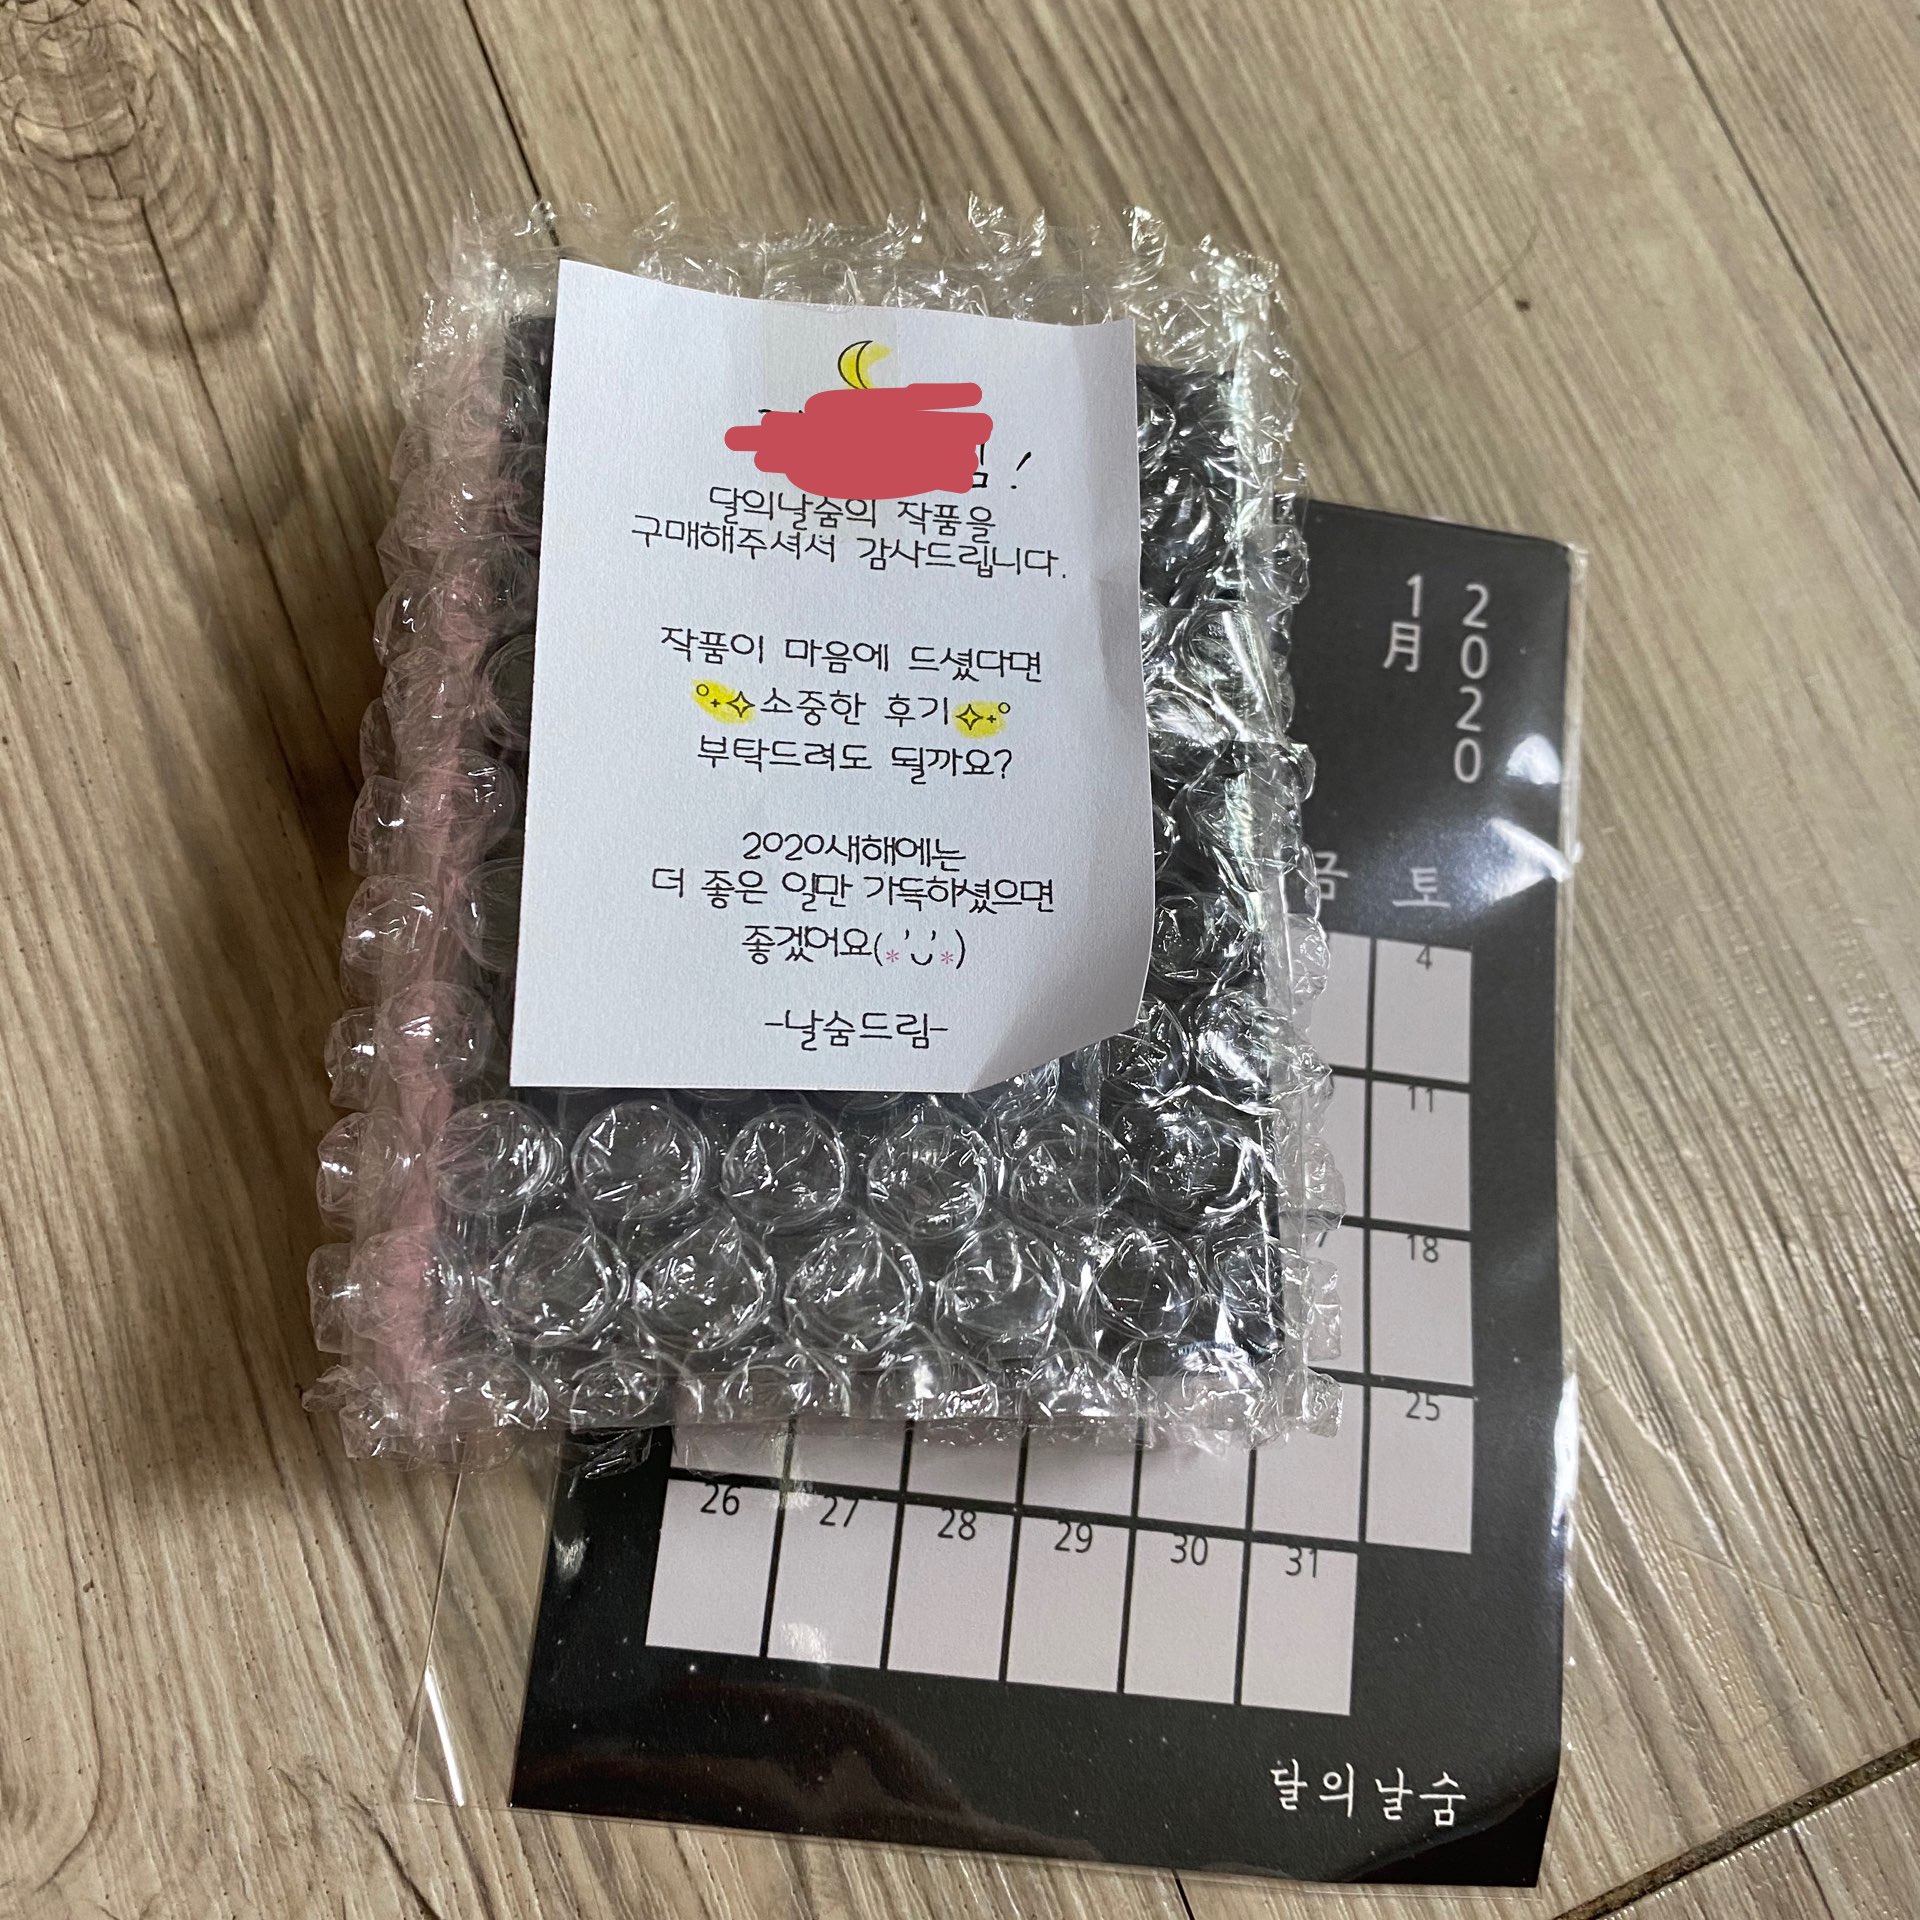 !
달의날숨의 작품을
구매해주셔서 감사드립니다.
작품이 마음에 드셨다면
소중한 후기
부탁드려도 될까요?
2020새해에는
더 좋은 일만 가득하셨으면
좋겠어요(*'◡'*)
-날숨드림-
2020
1月
금 토
4
11
18
25
26 27 28 29 30 31
달의날숨